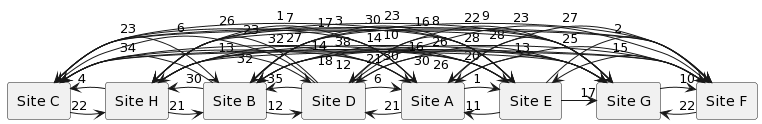 1 7 3 23 9
26 17 30 16 8 22 23 27
23 6 23 2
34 32 27 14 10 28 28 25
13 14 38 16 26 13 15
32 18 12 30 21 30 26 20
4 30 35 6 1 30 10
Site C Site H Site B Site D Site A Site E Site G Site F
17
22 21 12 21 11 22